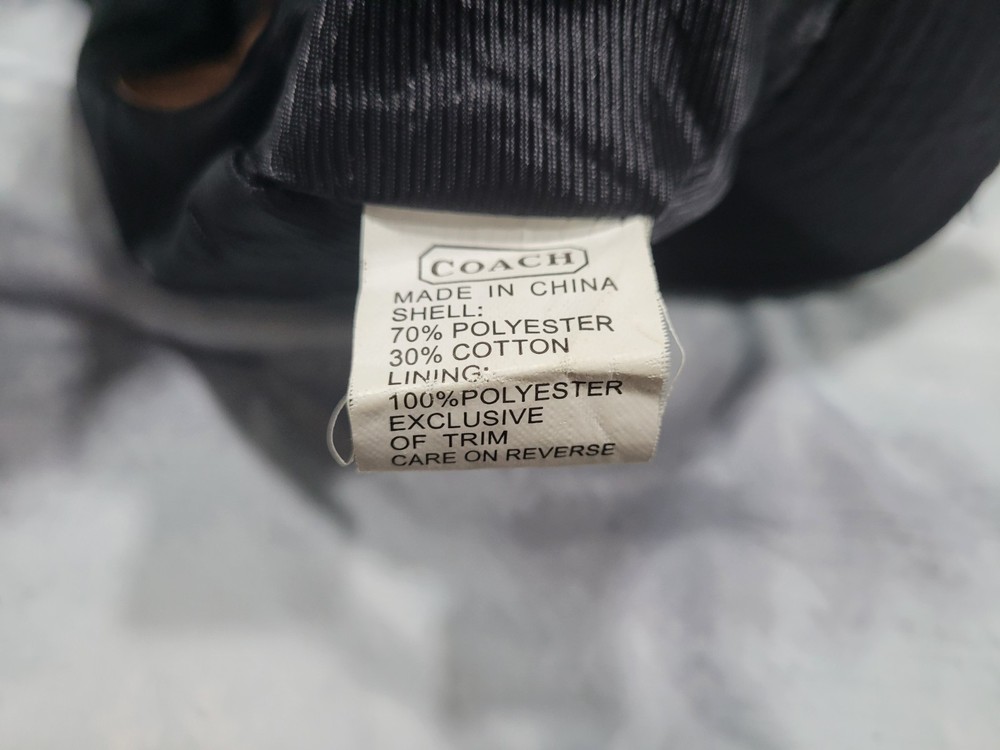 COACH
MADE IN CHINA
SHELL:
70% POLYESTER
30% COTTON
LINING:
100%POLYESTER
EXCLUSIVE
OF TRIM
CARE ON REVERSE